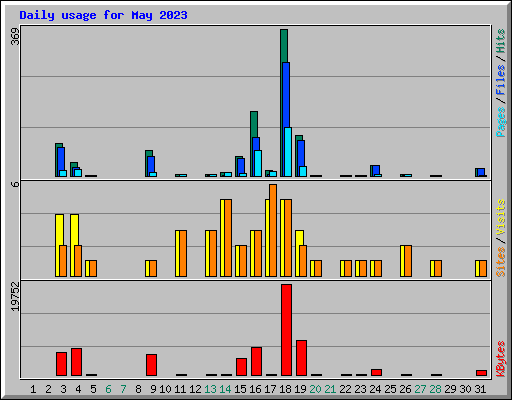 Daily usage for May 2023
369
Pages / Files / Hits
6
Sites / Visits
19752
KBytes
1 2 3 4 5 6 7 8 9 10 11 12 13 14 15 16 17 18 19 20 21 22 23 24 25 26 27 28 29 30 31